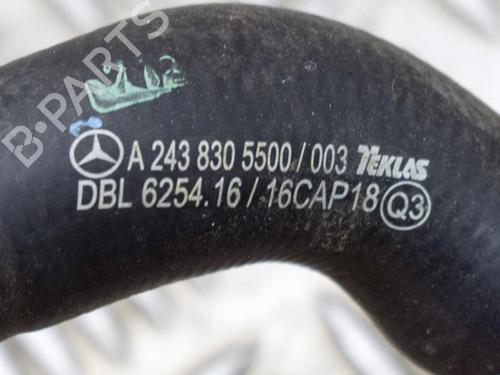 B-PARTS
A 243 830 5500 / 003 TEKLAS
DBL 6254.16 / 16CAP18 Q3